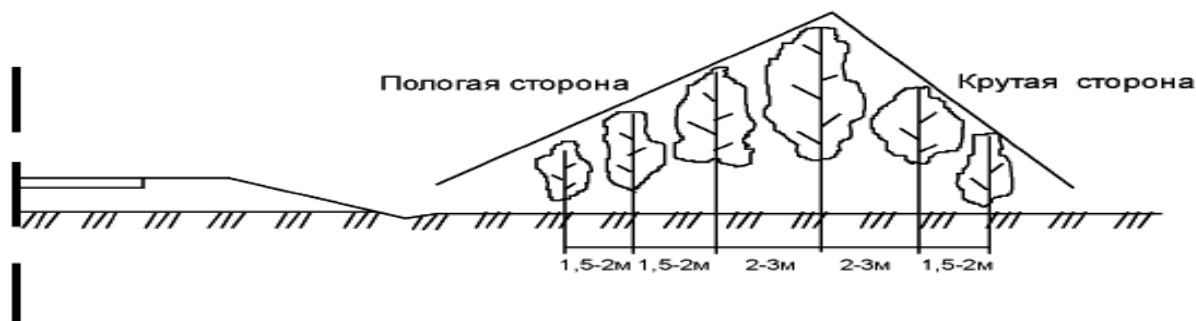 Пологая сторона
Крутая сторона
1,5-2м 1,5-2м 2-3м 2-3м 1,5-2м